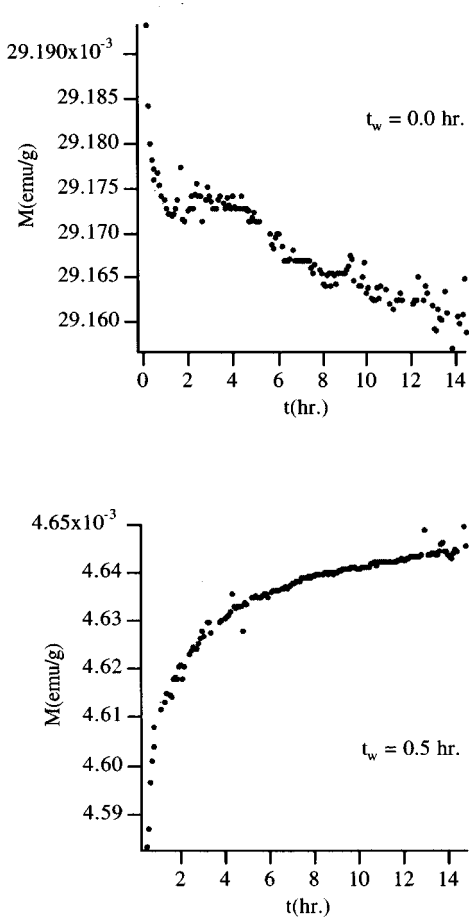 29.190x10⁻³
29.185
29.180
29.175
29.170
29.165
29.160
M(emu/g)
t_w = 0.0 hr.
0 2 4 6 8 10 12 14
t(hr.)
4.65x10⁻³
4.64
4.63
4.62
4.61
4.60
4.59
M(emu/g)
t_w = 0.5 hr.
2 4 6 8 10 12 14
t(hr.)